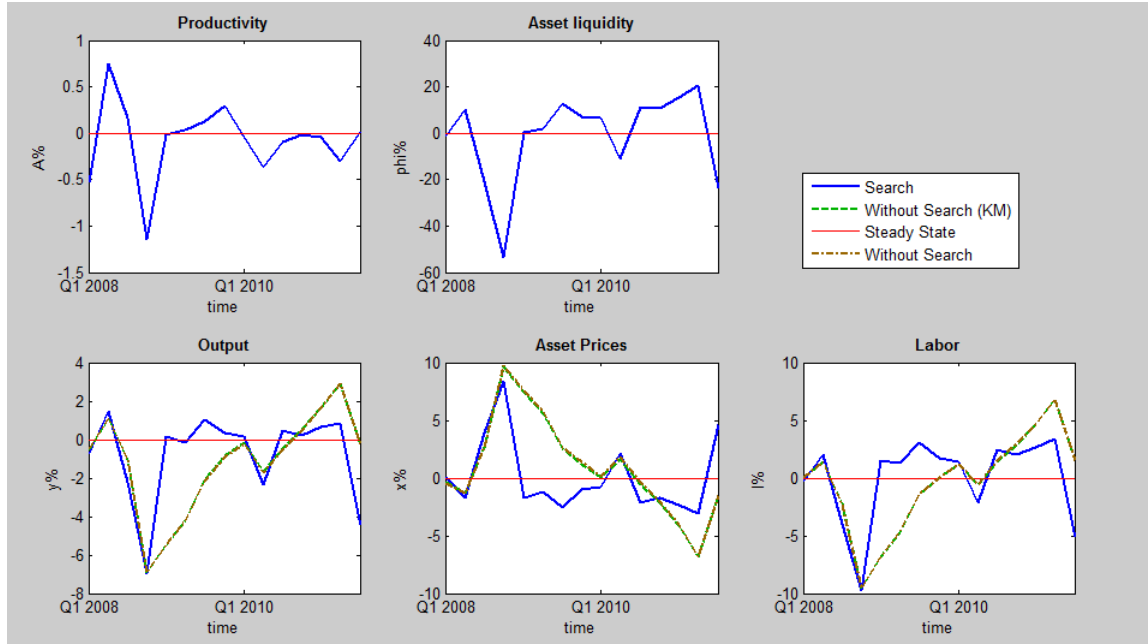 Productivity
1
0.5
0
-0.5
-1
-1.5
A%
Q1 2008
Q1 2010
time
Asset liquidity
40
20
0
-20
-40
-60
phi%
Q1 2008
Q1 2010
time
Search
Without Search (KM)
Steady State
Without Search
Output
4
2
0
-2
-4
-6
-8
y%
Q1 2008
Q1 2010
time
Asset Prices
10
5
0
-5
-10
x%
Q1 2008
Q1 2010
time
Labor
10
5
0
-5
-10
l%
Q1 2008
Q1 2010
time